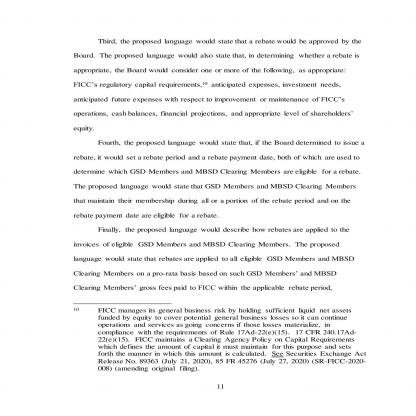 Third, the proposed language would state that a rebate would be approved by the
Board. The proposed language would also state that, in determining whether a rebate is
appropriate, the Board would consider one or more of the following, as appropriate:
FICC's regulatory capital requirements,10 anticipated expenses, investment needs,
anticipated future expenses with respect to improvement or maintenance of FICC's
operations, cash balances, financial projections, and appropriate level of shareholders'
equity.
Fourth, the proposed language would state that, if the Board determined to issue a
rebate, it would set a rebate period and a rebate payment date, both of which are used to
determine which GSD Members and MBSD Clearing Members are eligible for a rebate.
The proposed language would state that GSD Members and MBSD Clearing Members
that maintain their membership during all or a portion of the rebate period and on the
rebate payment date are eligible for a rebate.
Finally, the proposed language would describe how rebates are applied to the
invoices of eligible GSD Members and MBSD Clearing Members. The proposed
language would state that rebates are applied to all eligible GSD Members and MBSD
Clearing Members on a pro-rata basis based on such GSD Members' and MBSD
Clearing Members' gross fees paid to FICC within the applicable rebate period,
10 FICC manages its general business risk by holding sufficient liquid net assets
funded by equity to cover potential general business losses so it can continue
operations and services as going concerns if those losses materialize, in
compliance with the requirements of Rule 17Ad-22(e)(15). 17 CFR 240.17Ad-
22(e)(15). FICC maintains a Clearing Agency Policy on Capital Requirements
which defines the amount of capital it must maintain for this purpose and sets
forth the manner in which this amount is calculated. See Securities Exchange Act
Release No. 89363 (July 21, 2020), 85 FR 45276 (July 27, 2020) (SR-FICC-2020-
008) (amending original filing).
11